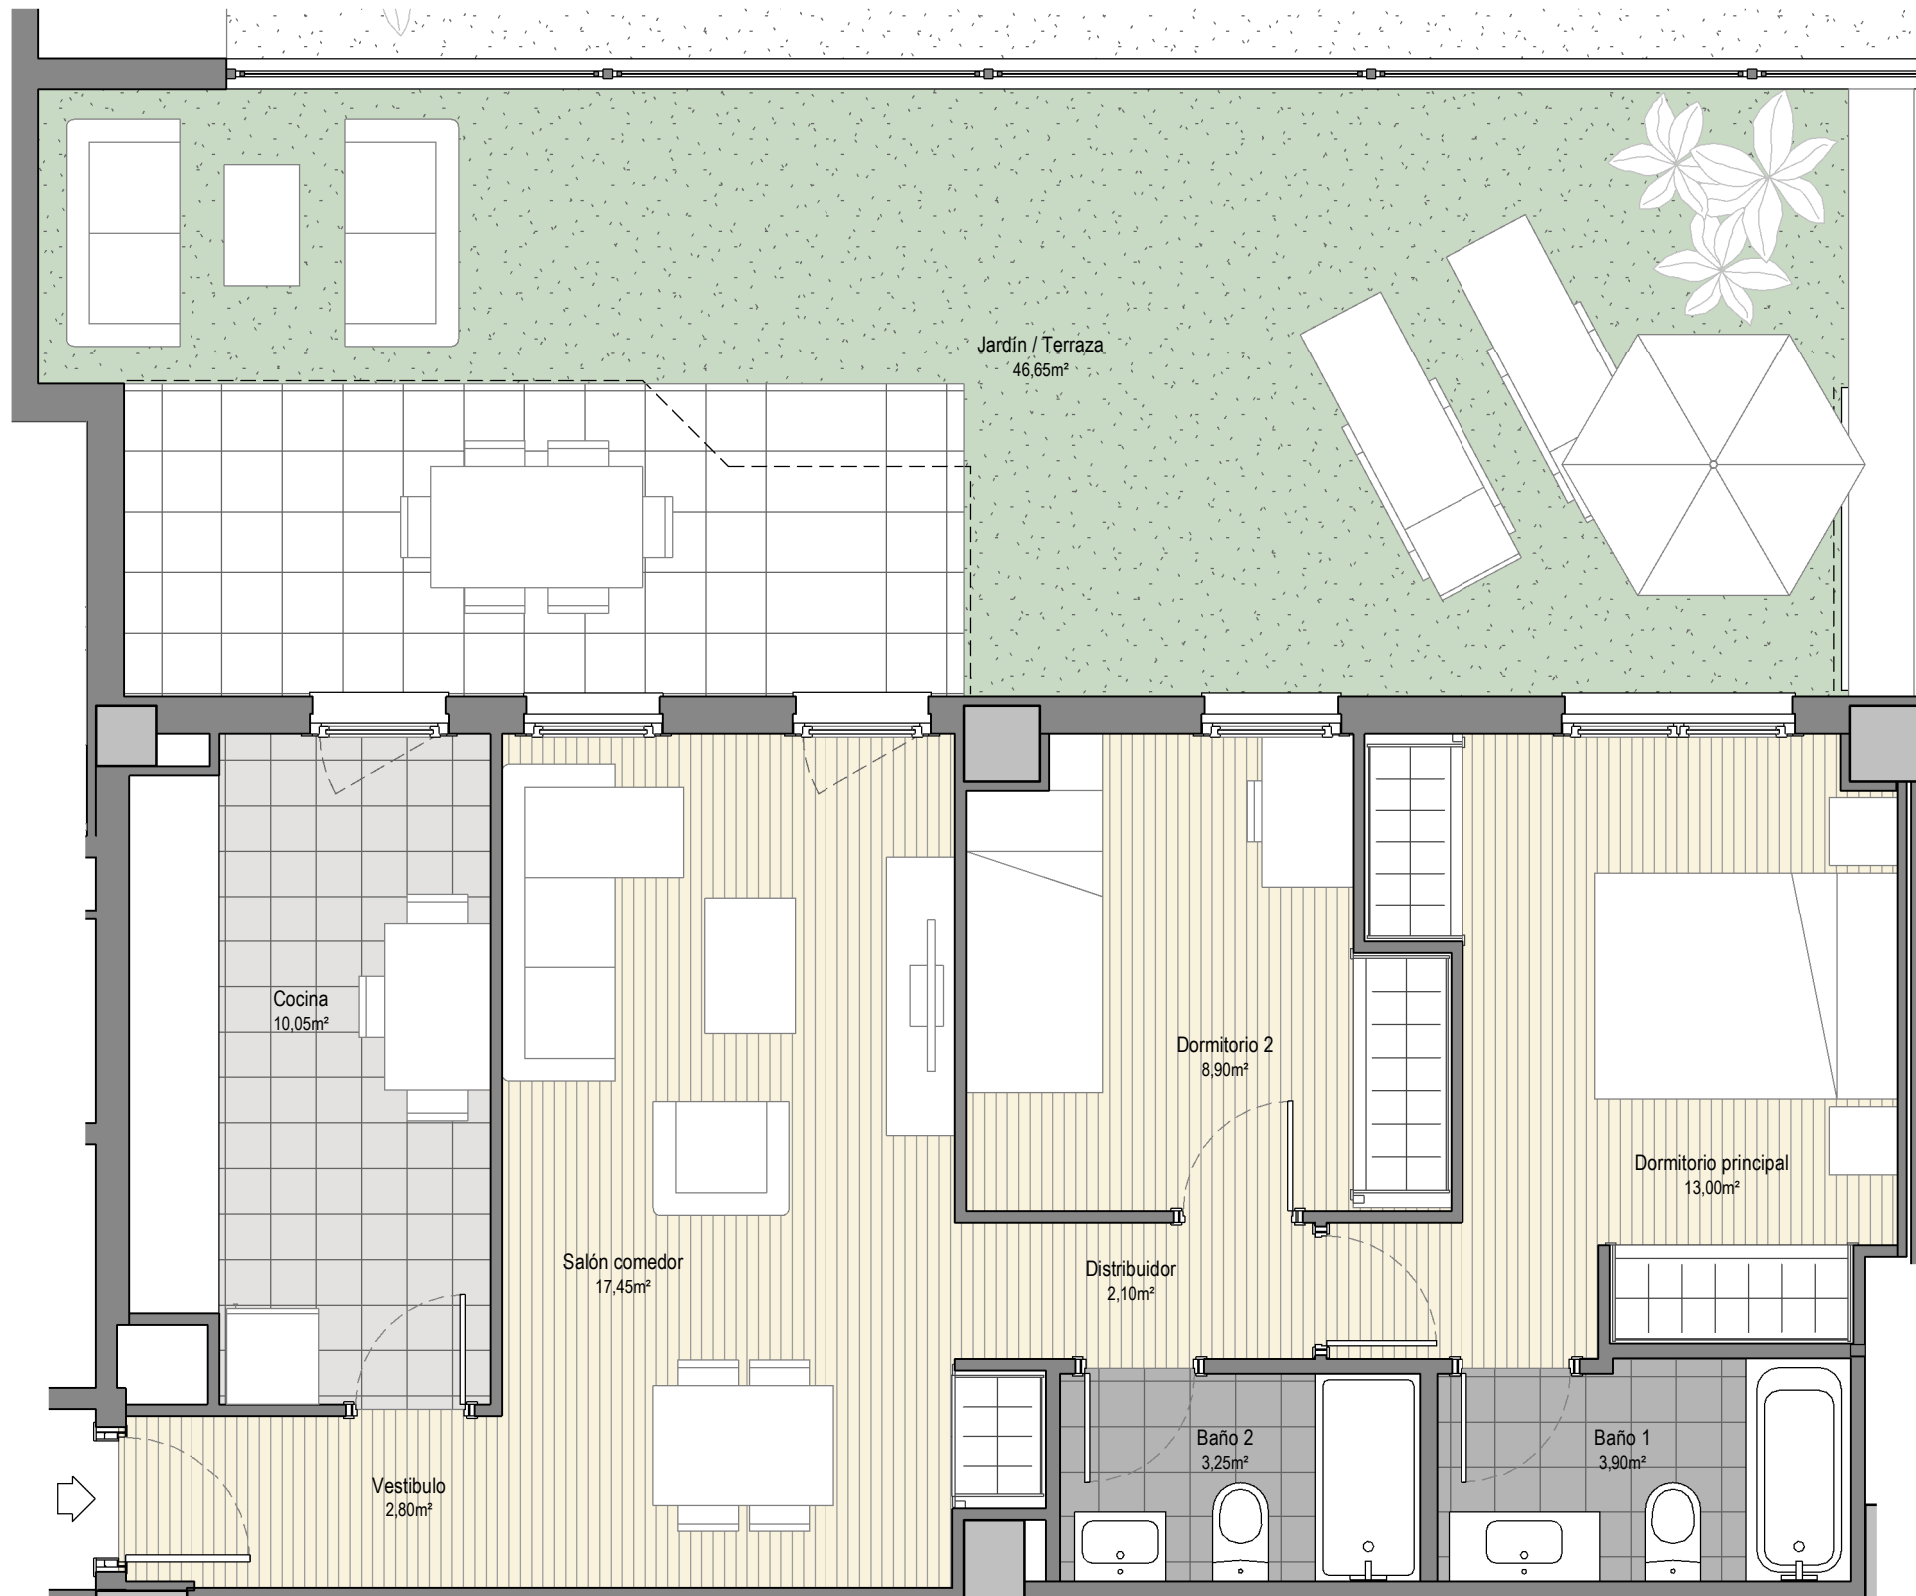 Jardín / Terraza
46,65m²
Cocina
10,05m²
Dormitorio 2
8,90m²
Dormitorio principal
13,00m²
Salón comedor
17,45m²
Distribuidor
2,10m²
Baño 2
3,25m²
Baño 1
3,90m²
Vestibulo
2,80m²